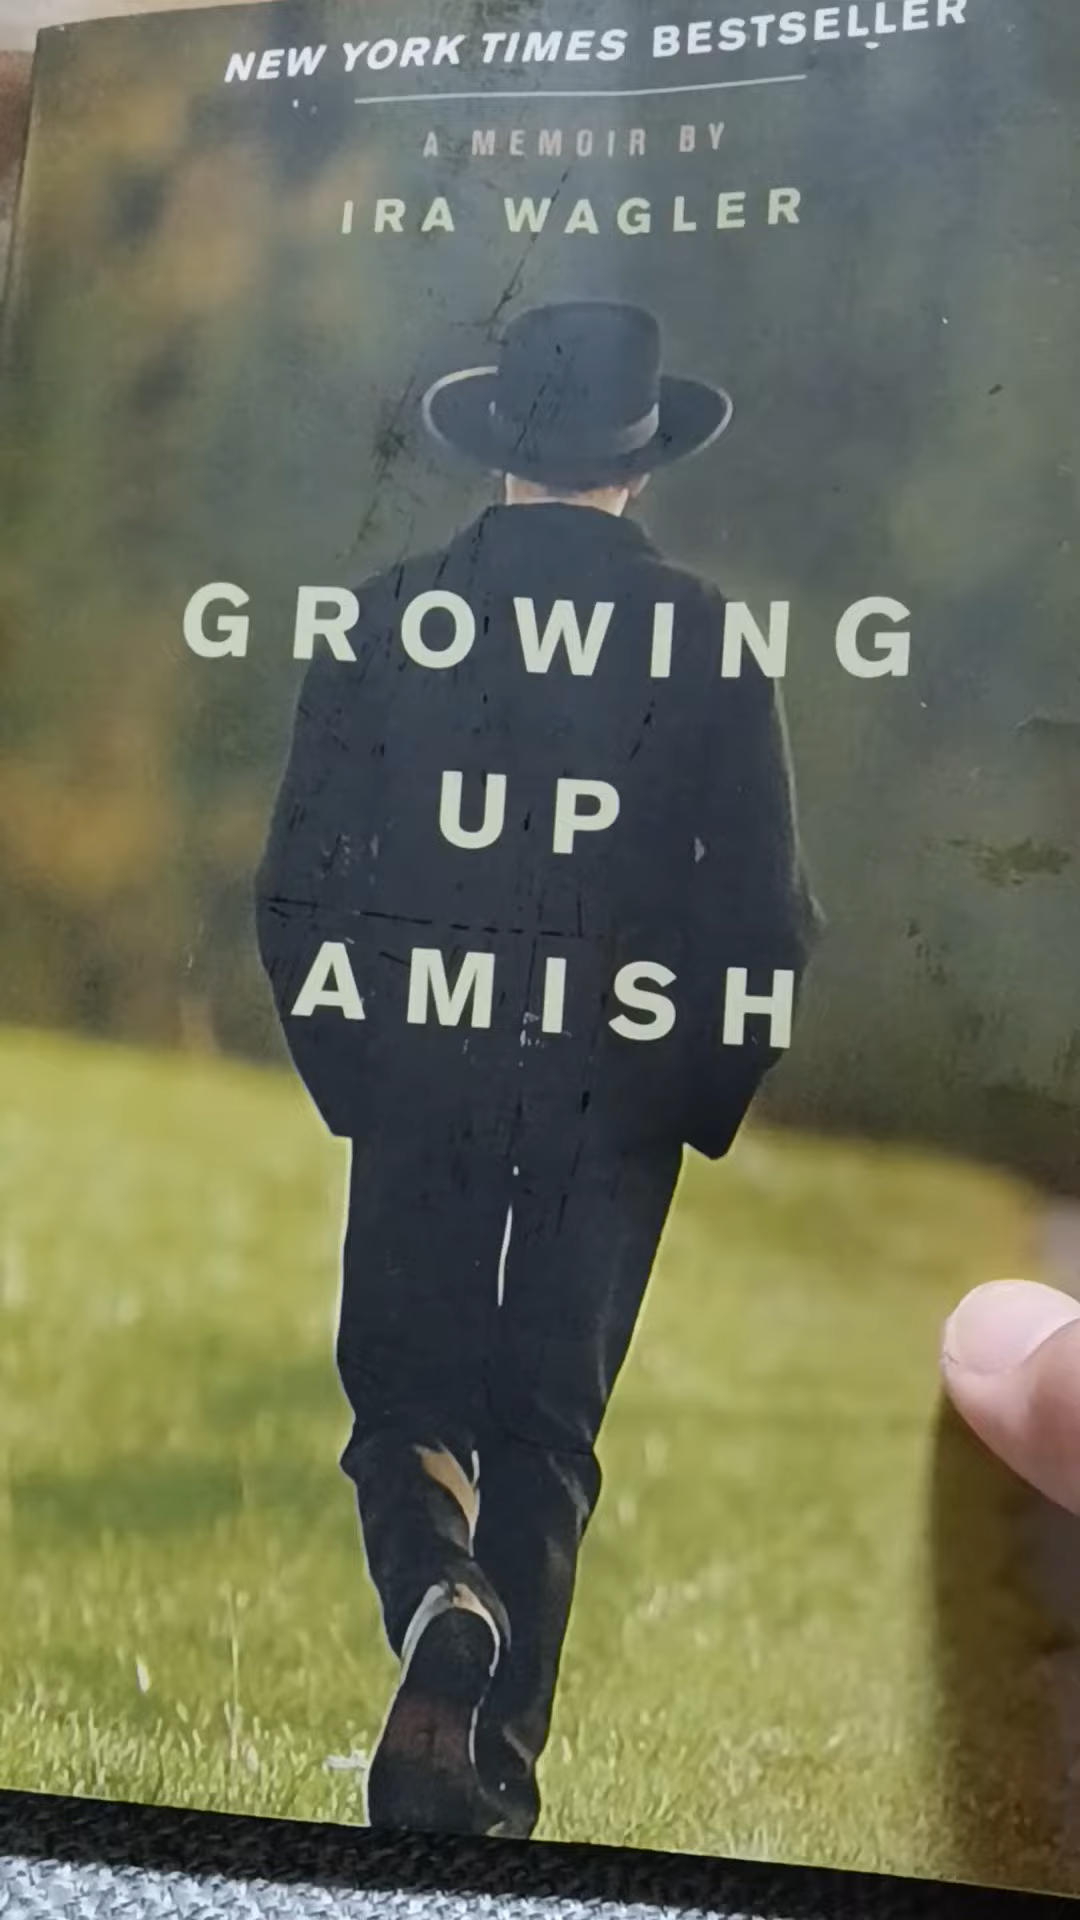 NEW YORK TIMES BESTSELLER
A MEMOIR BY
IRA WAGLER
GROWING
UP
AMISH